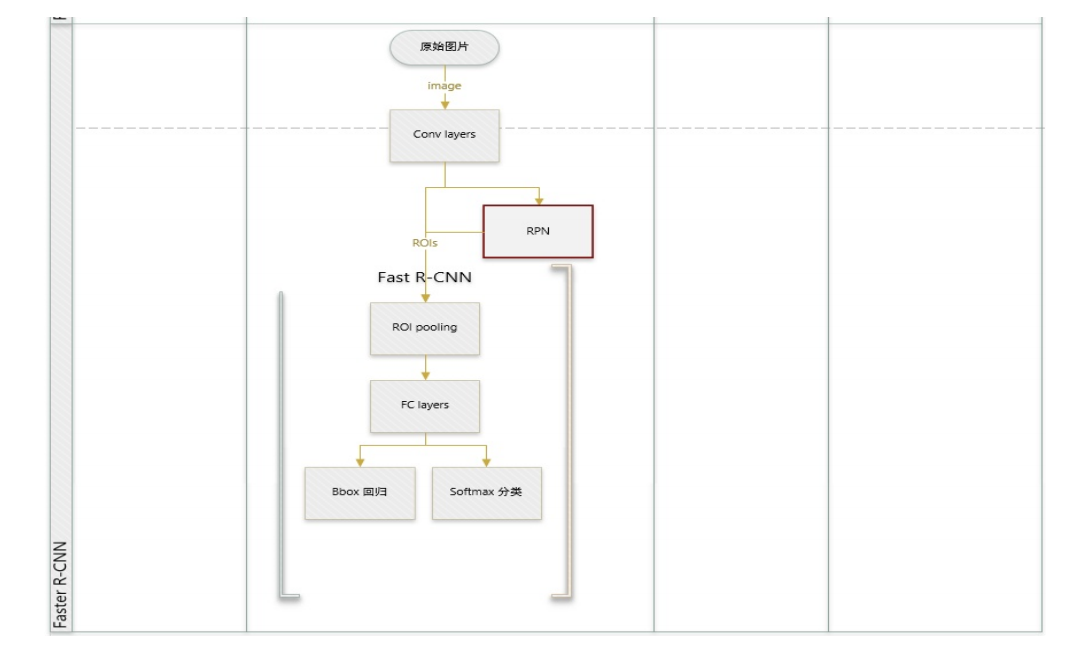 原始图片
image
Conv layers
RPN
ROIs
Fast R-CNN
ROI pooling
FC layers
Bbox 回归
Softmax 分类
Faster R-CNN